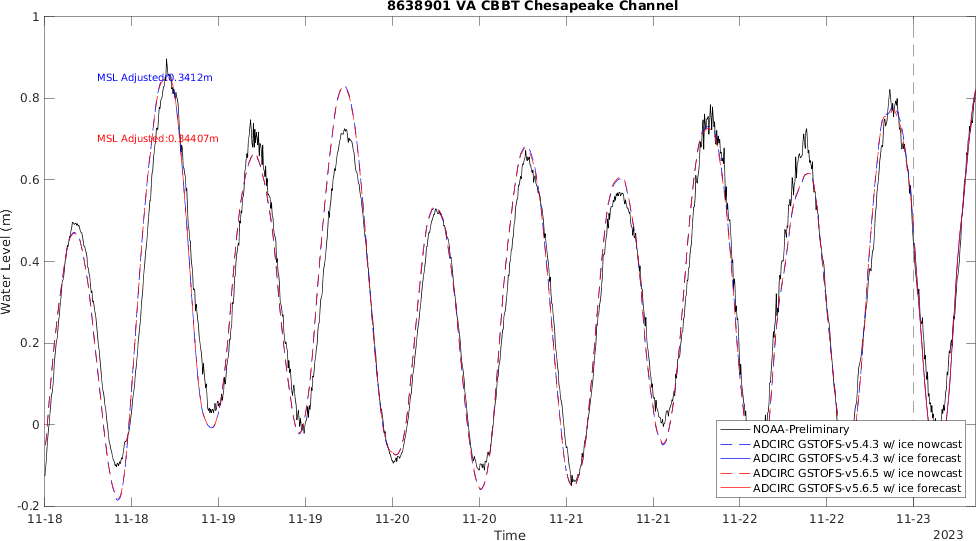 8638901 VA CBBT Chesapeake Channel
1
0.8
0.6
0.4
0.2
0
-0.2
Water Level (m)
MSL Adjusted:0.3412m
MSL Adjusted:0.34407m
NOAA-Preliminary
ADCIRC GSTOFS-v5.4.3 w/ ice nowcast
ADCIRC GSTOFS-v5.4.3 w/ ice forecast
ADCIRC GSTOFS-v5.6.5 w/ ice nowcast
ADCIRC GSTOFS-v5.6.5 w/ ice forecast
11-18 11-18 11-19 11-19 11-20 11-20 11-21 11-21 11-22 11-22 11-23
Time
2023